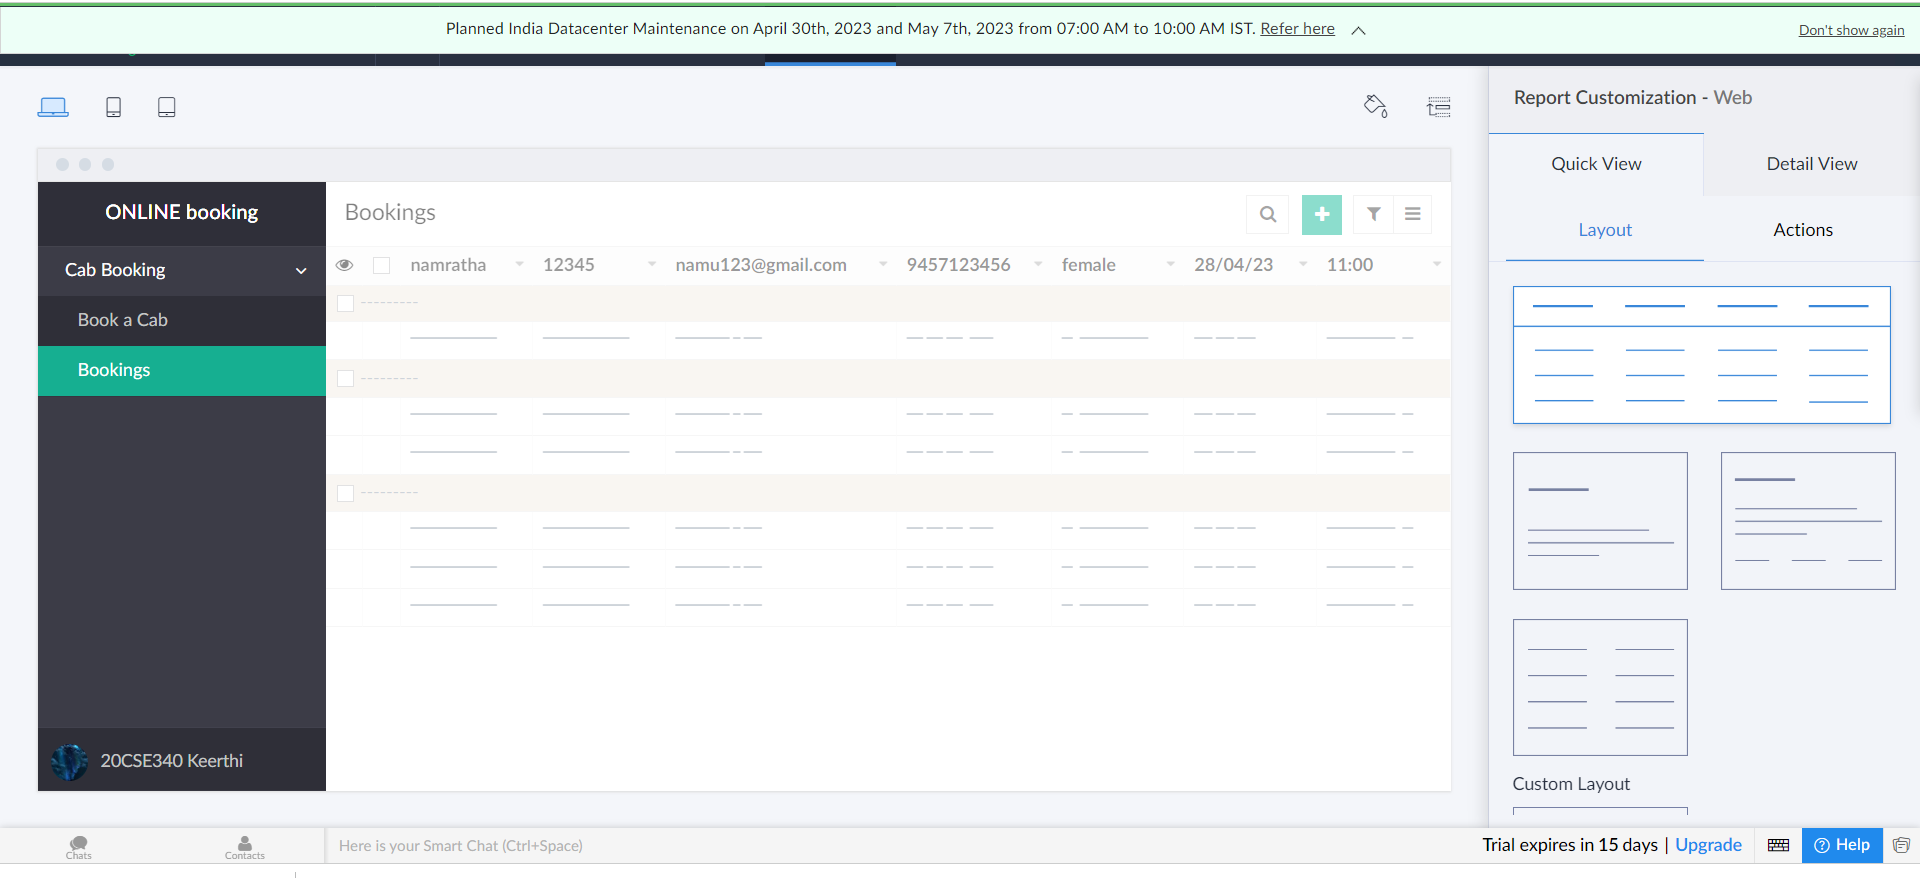 Planned India Datacenter Maintenance on April 30th, 2023 and May 7th, 2023 from 07:00 AM to 10:00 AM IST. Refer here
Don't show again
Report Customization - Web
Quick View
Detail View
Layout
Actions
ONLINE booking
Cab Booking
Book a Cab
Bookings
20CSE340 Keerthi
Bookings
namratha 12345 namu123@gmail.com 9457123456 female 28/04/23 11:00
Custom Layout
Chats
Contacts
Here is your Smart Chat (Ctrl+Space)
Trial expires in 15 days | Upgrade
Help